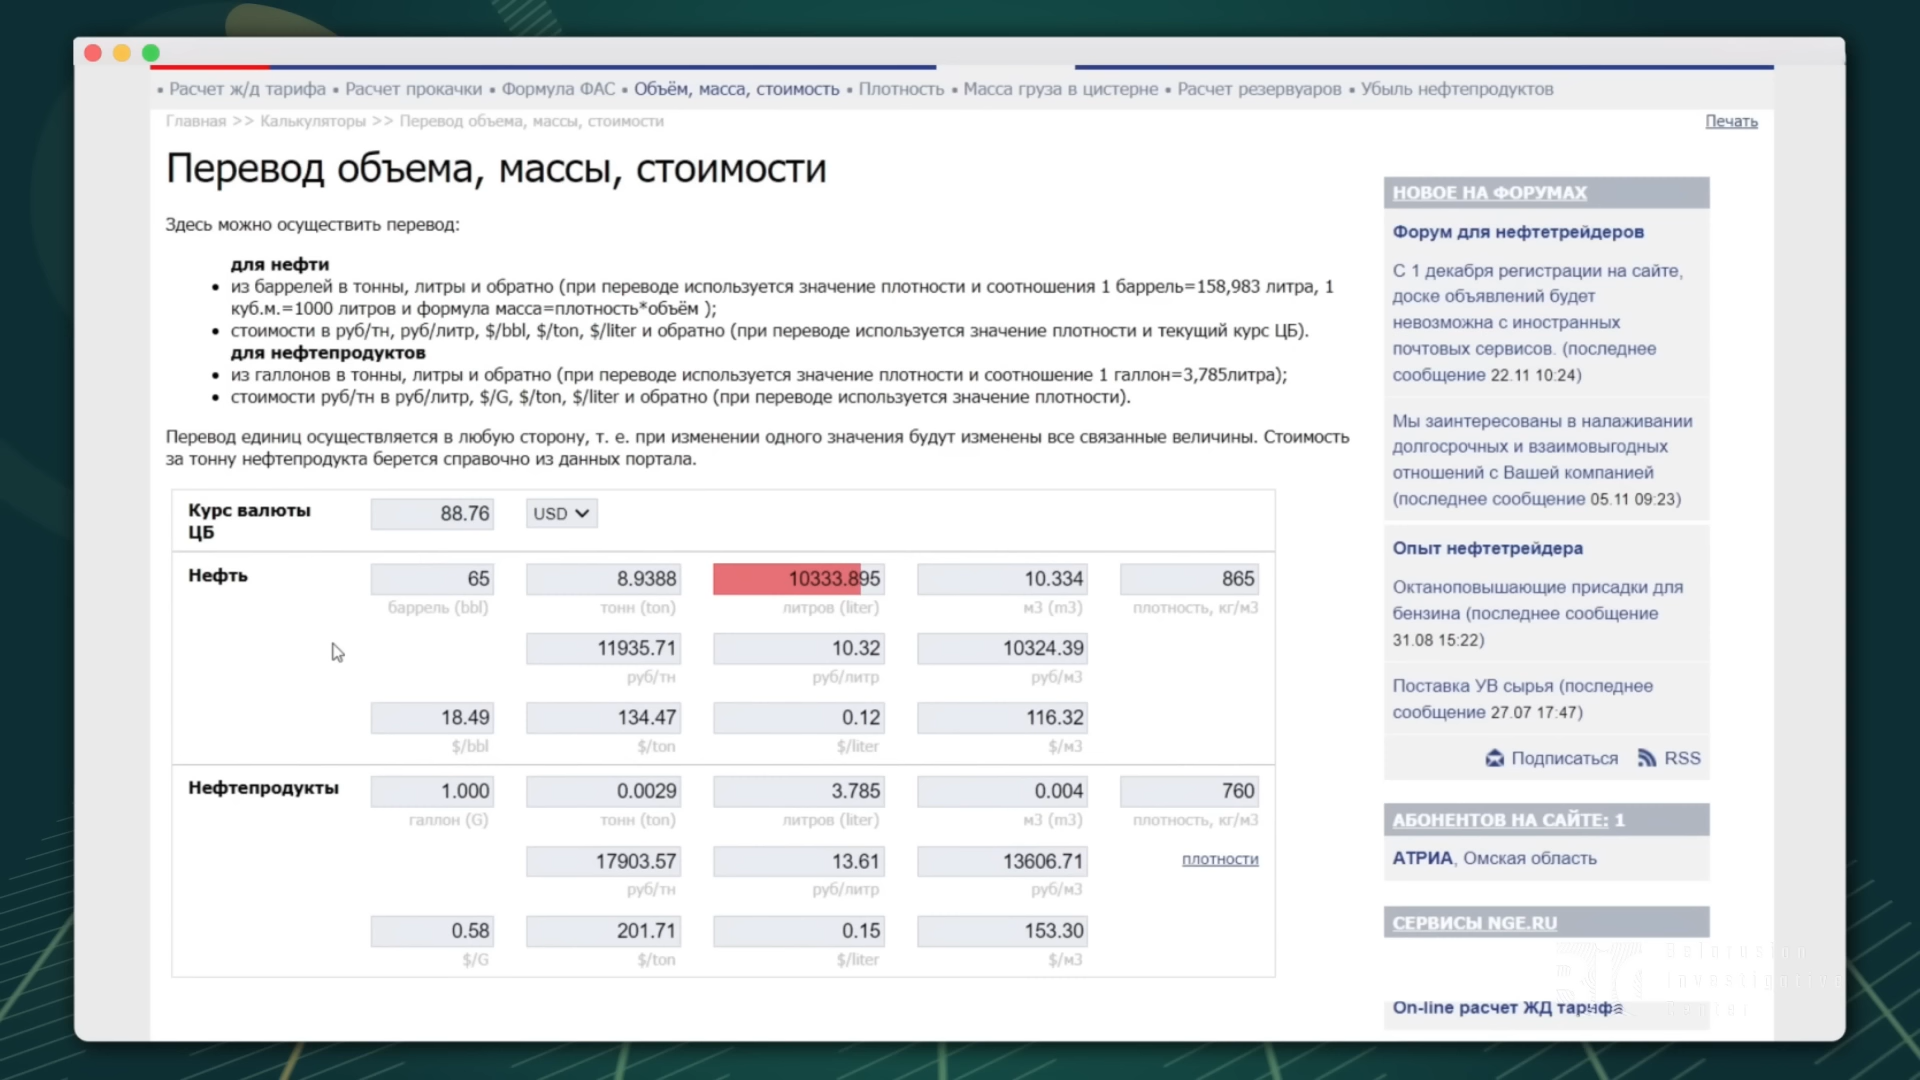 ▪ Расчет ж/д тарифа ▪ Расчет прокачки ▪ Формула ФАС ▪ Объём, масса, стоимость ▪ Плотность ▪ Масса груза в цистерне ▪ Расчет резервуаров ▪ Убыль нефтепродуктов
Главная >> Калькуляторы >> Перевод объема, массы, стоимости
Печать
Перевод объема, массы, стоимости
Здесь можно осуществить перевод:
для нефти
• из баррелей в тонны, литры и обратно (при переводе используется значение плотности и соотношения 1 баррель=158,983 литра, 1
куб.м.=1000 литров и формула масса=плотность*объём );
• стоимости в руб/тн, руб/литр, $/bbl, $/ton, $/liter и обратно (при переводе используется значение плотности и текущий курс ЦБ).
для нефтепродуктов
• из галлонов в тонны, литры и обратно (при переводе используется значение плотности и соотношение 1 галлон=3,785литра);
• стоимости руб/тн в руб/литр, $/G, $/ton, $/liter и обратно (при переводе используется значение плотности).
Перевод единиц осуществляется в любую сторону, т. е. при изменении одного значения будут изменены все связанные величины. Стоимость
за тонну нефтепродукта берется справочно из данных портала.
Курс валюты
ЦБ
88.76 USD
Нефть 65 8.9388 10333.895 10.334 865
баррель (bbl) тонн (ton) литров (liter) м3 (m3) плотность, кг/м3
11935.71 10.32 10324.39
руб/тн руб/литр руб/м3
18.49 134.47 0.12 116.32
$/bbl $/ton $/liter $/м3
Нефтепродукты 1.000 0.0029 3.785 0.004 760
галлон (G) тонн (ton) литров (liter) м3 (m3) плотность, кг/м3
17903.57 13.61 13606.71 плотности
руб/тн руб/литр руб/м3
0.58 201.71 0.15 153.30
$/G $/ton $/liter $/м3
НОВОЕ НА ФОРУМАХ
Форум для нефтетрейдеров
С 1 декабря регистрации на сайте,
доске объявлений будет
невозможна с иностранных
почтовых сервисов. (последнее
сообщение 22.11 10:24)
Мы заинтересованы в налаживании
долгосрочных и взаимовыгодных
отношений с Вашей компанией
(последнее сообщение 05.11 09:23)
Опыт нефтетрейдера
Октаноповышающие присадки для
бензина (последнее сообщение
31.08 15:22)
Поставка УВ сырья (последнее
сообщение 27.07 17:47)
Подписаться RSS
АБОНЕНТОВ НА САЙТЕ: 1
АТРИА, Омская область
СЕРВИСЫ NGE.RU
On-line расчет ЖД тарифа
Belarusian
Investigative
Center